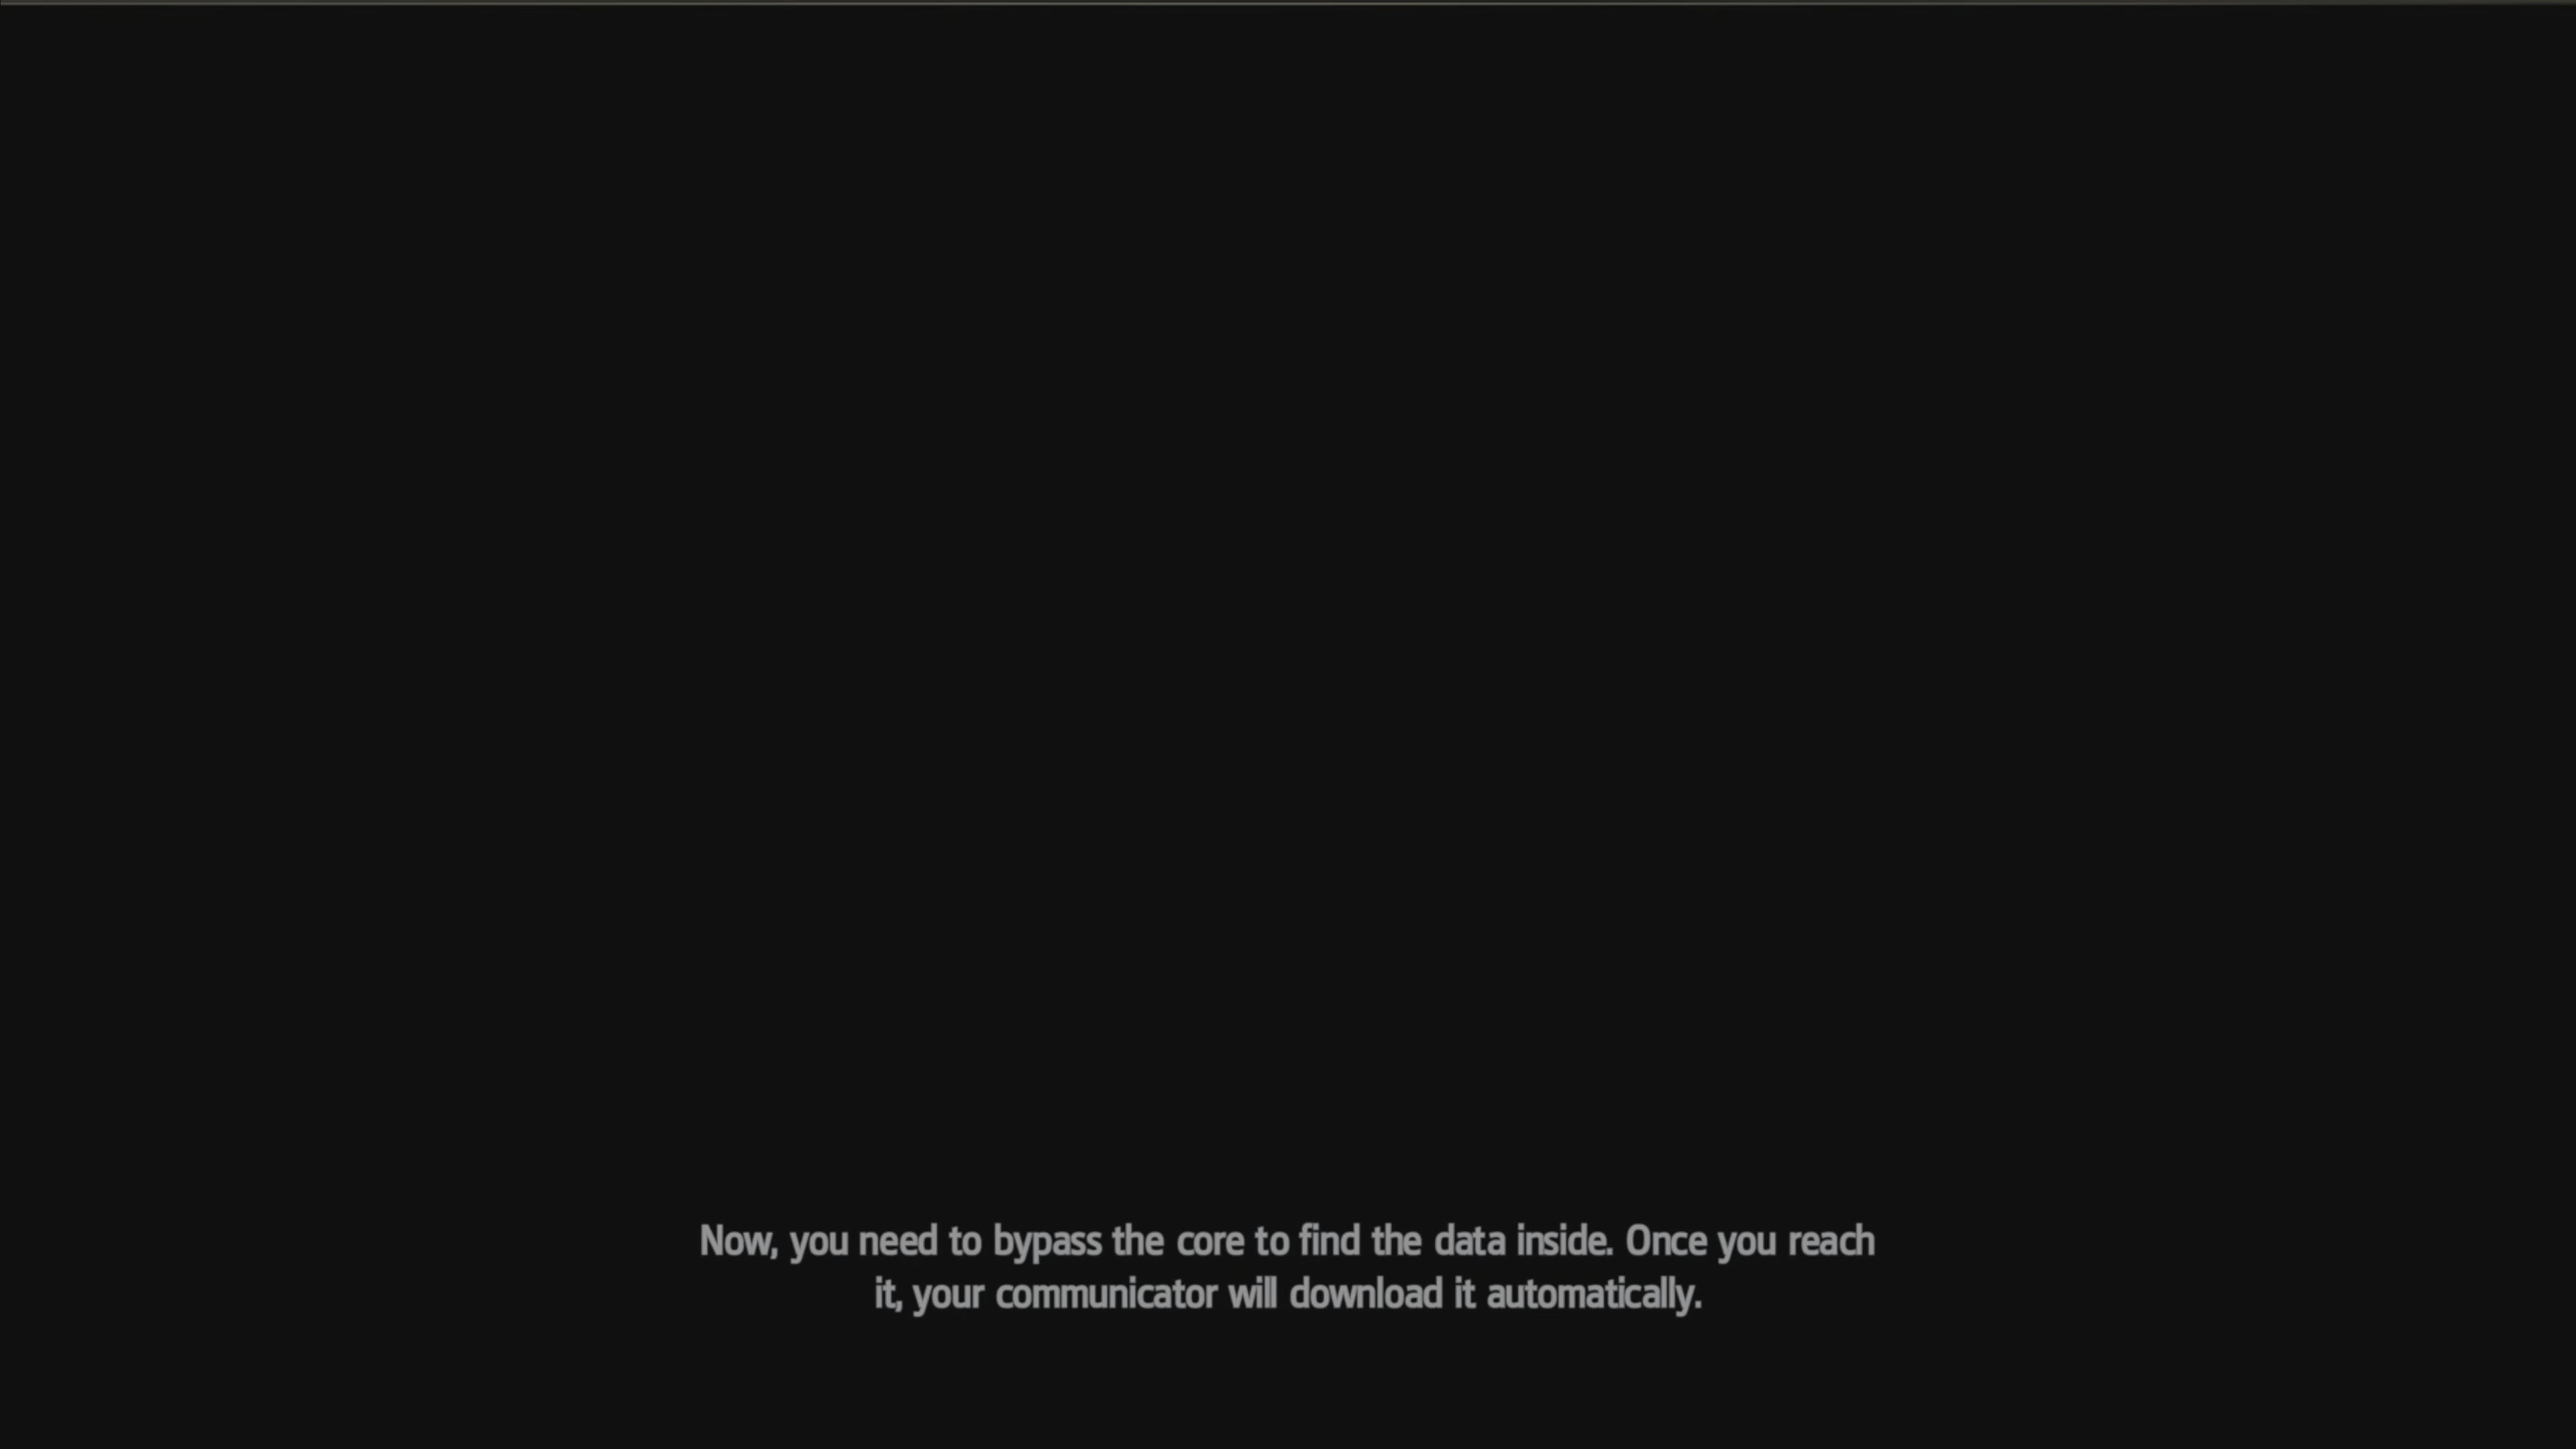 Now, you need to bypass the core to find the data inside. Once you reach
it, your communicator will download it automatically.